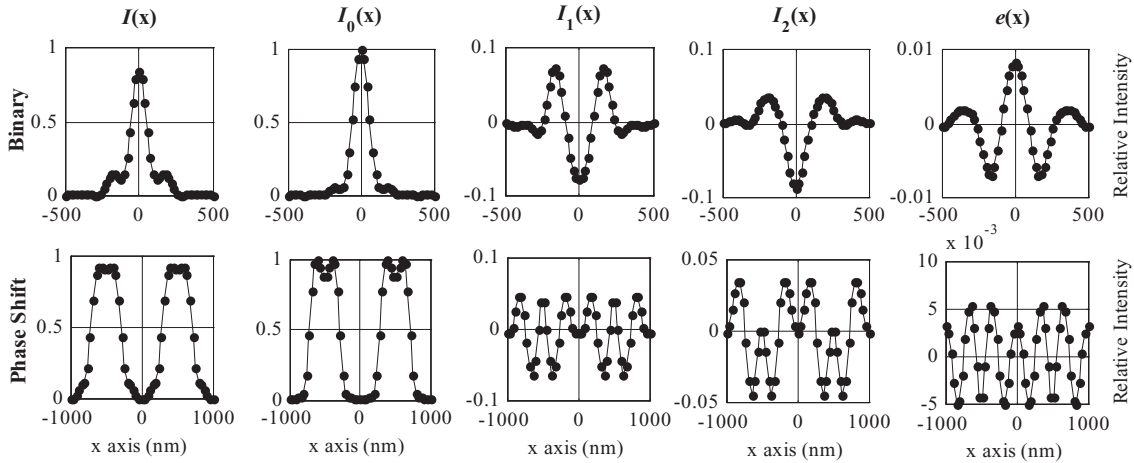 I(x) I₀(x) I₁(x) I₂(x) e(x)
Binary
1 0.5 0
-500 0 500
1 0.5 0
-500 0 500
0.1 0 -0.1
-500 0 500
0.1 0 -0.1
-500 0 500
0.01 0 -0.01
-500 0 500
Relative Intensity
Phase Shift
1 0.5 0
-1000 0 1000
x axis (nm)
1 0.5 0
-1000 0 1000
x axis (nm)
0.1 0 -0.1
-1000 0 1000
x axis (nm)
0.05 0 -0.05
-1000 0 1000
x axis (nm)
x 10⁻³
10 5 0 -5
-1000 0 1000
x axis (nm)
Relative Intensity